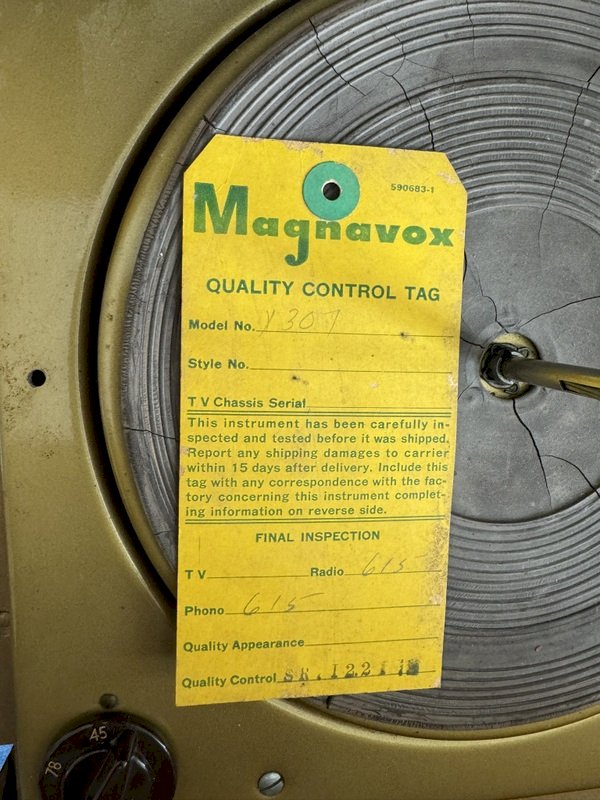 590683-1
Magnavox
QUALITY CONTROL TAG
Model No.
Style No.
TV Chassis Serial
This instrument has been carefully in-
spected and tested before it was shipped.
Report any shipping damages to carrier
within 15 days after delivery. Include this
tag with any correspondence with the fac-
tory concerning this instrument complet-
ing information on reverse side.
FINAL INSPECTION
TV Radio 615
Phono 615
Quality Appearance
Quality Control
45
78